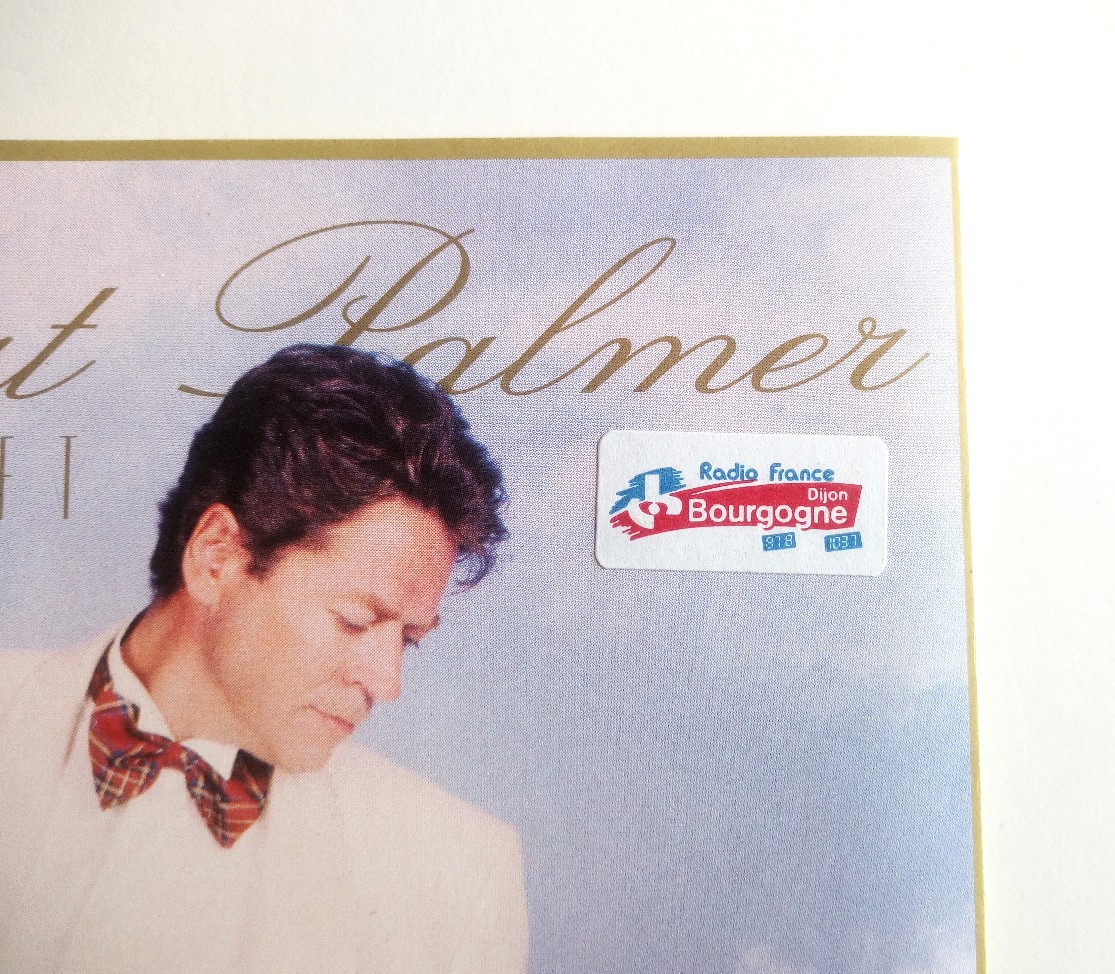 t Palmer
Radio France
Dijon
Bourgogne
97 8 103.7